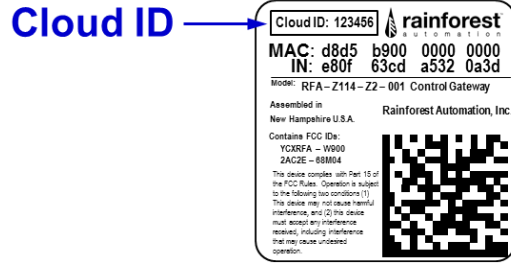 Cloud ID
Cloud ID: 123456
rainforest
automation
MAC: d8d5 b900 0000 0000
IN: e80f 63cd a532 0a3d
Model: RFA – Z114 – Z2 – 001 Control Gateway
Assembled in
New Hampshire U.S.A.
Rainforest Automation, Inc.
Contains FCC IDs:
YCXRFA – W900
2AC2E – 68M04
This device complies with Part 15 of
the FCC Rules. Operation is subject
to the following two conditions (1)
This device may not cause harmful
interference, and (2) this device
must accept any interference
received, including interference
that may cause undesired
operation.